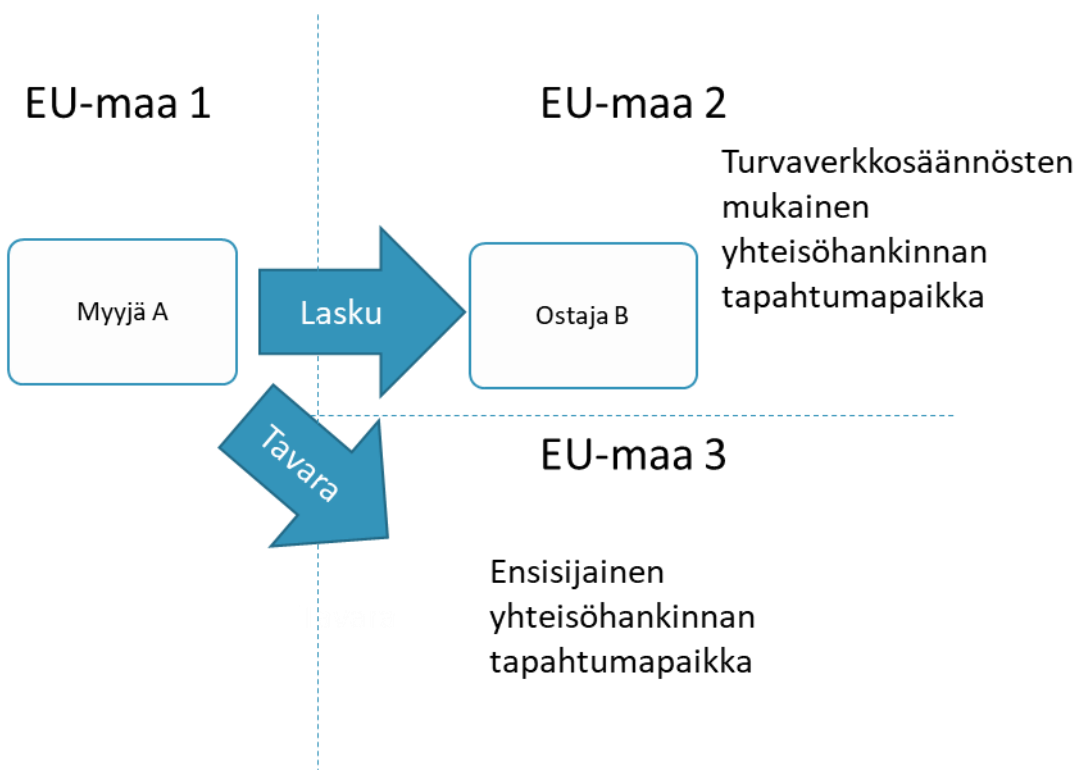 EU-maa 1
EU-maa 2
Turvaverkkosäännösten
mukainen
yhteisöhankinnan
tapahtumapaikka
Myyjä A
Lasku
Ostaja B
Tavara
EU-maa 3
Ensisijainen
yhteisöhankinnan
tapahtumapaikka